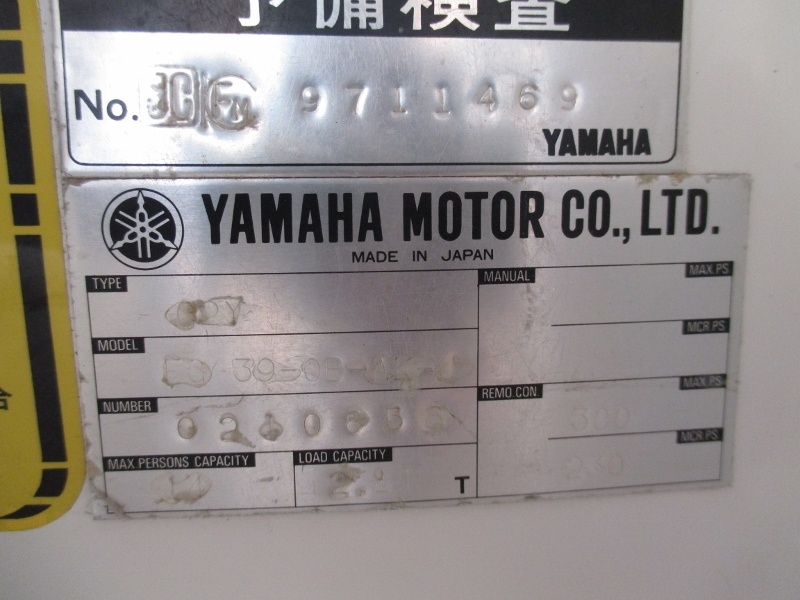 予備検査
No. JC 9711469
YAMAHA
YAMAHA MOTOR CO., LTD.
MADE IN JAPAN
TYPE
MANUAL
MAX.PS
MCR.PS
MODEL
REMO.CON
MAX.PS
300
NUMBER
MCR.PS
MAX PERSONS CAPACITY
LOAD CAPACITY
T